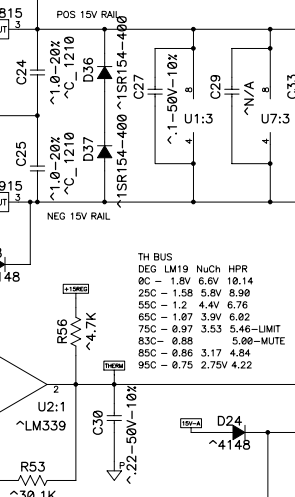 815
POS 15V RAIL
UT
C24
^1.0-20%
^C_1210
D36
^1SR154-400
C27
^.1-50V-10%
8
U1:3
4
C29
^N/A
8
U7:3
4
C33
C25
^1.0-20%
^C_1210
D37
^1SR154-400
915
UT
NEG 15V RAIL
148
TH BUS
DEG LM19 NuCh HPR
0C - 1.8V 6.6V 10.14
25C - 1.58 5.8V 8.90
55C - 1.2 4.4V 6.76
65C - 1.07 3.9V 6.02
75C - 0.97 3.53 5.46-LIMIT
83C- 0.88 5.00-MUTE
85C - 0.86 3.17 4.84
95C - 0.75 2.75V 4.22
+15REG
R56
^4.7K
THERM
2
U2:1
^LM339
C30
^.22-50V-10%
P
15V-A
D24
^4148
R53
^30.1K